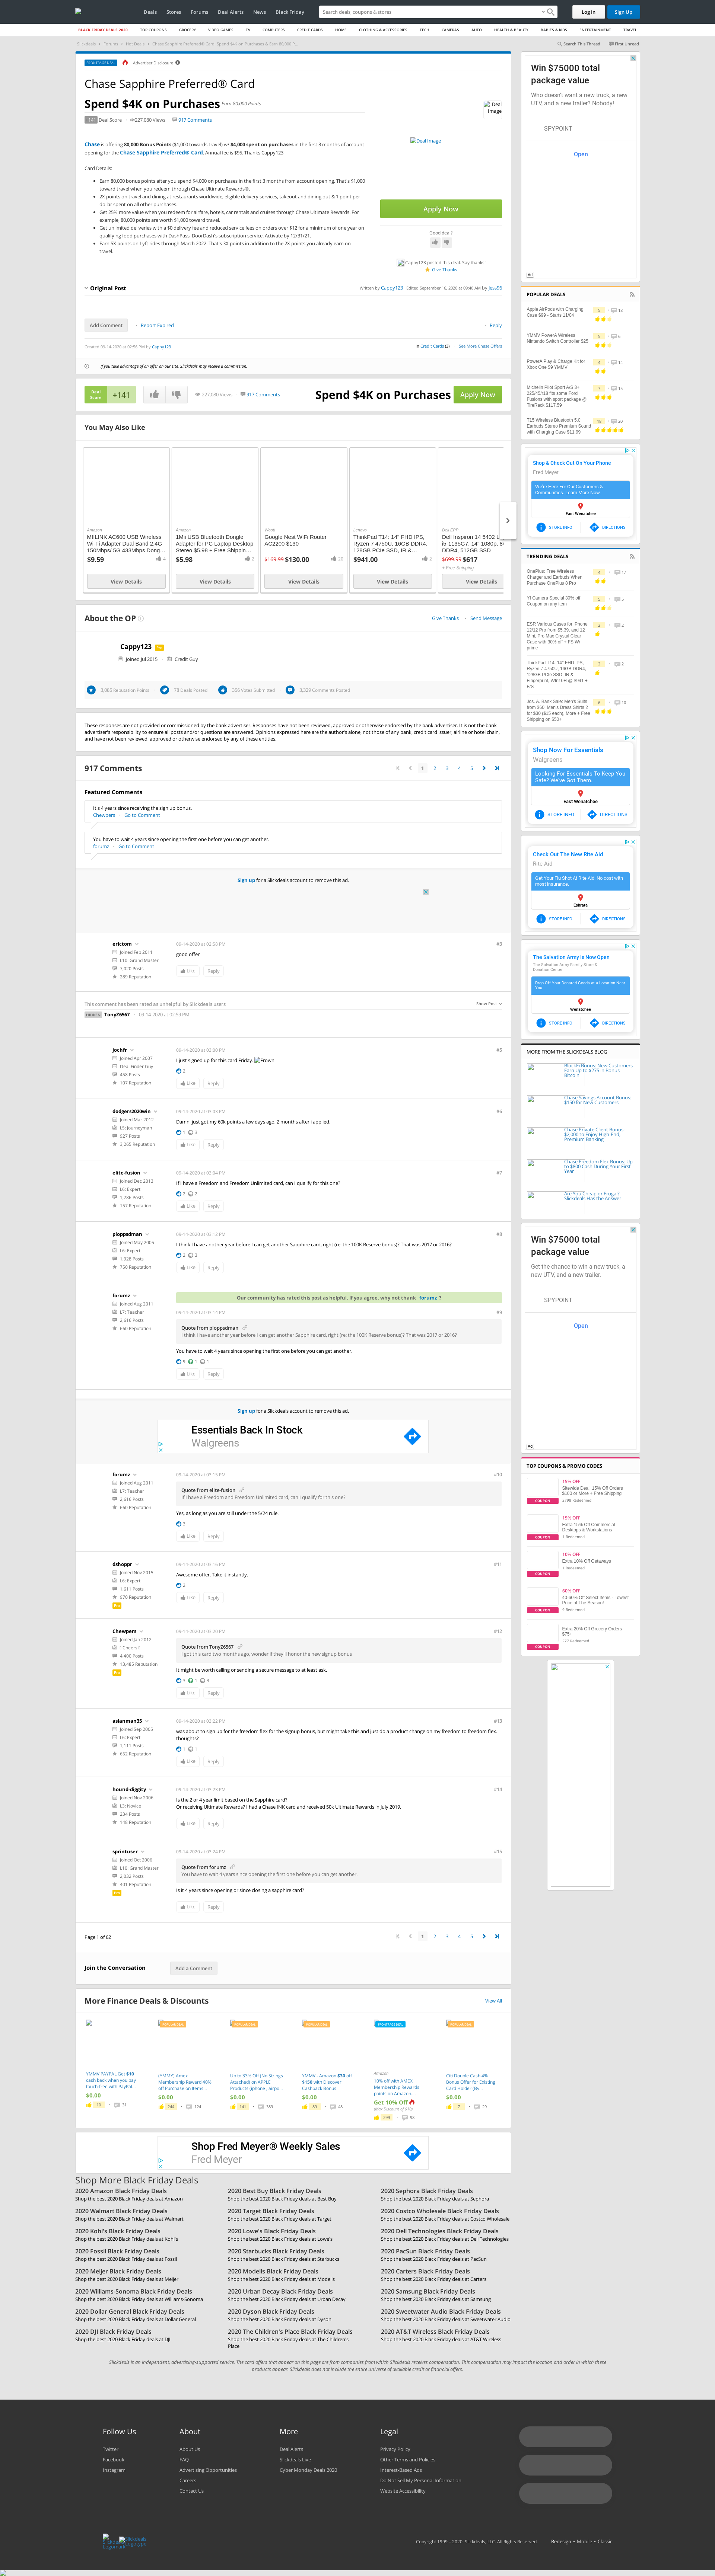 Deals Stores Forums Deal Alerts News Black Friday
Search deals, coupons & stores
Log In Sign Up
BLACK FRIDAY DEALS 2020 TOP COUPONS GROCERY VIDEO GAMES TV COMPUTERS CREDIT CARDS HOME CLOTHING & ACCESSORIES TECH CAMERAS AUTO HEALTH & BEAUTY BABIES & KIDS ENTERTAINMENT TRAVEL
Search This Thread First Unread
FRONTPAGE DEAL Advertiser Disclosure
Chase Sapphire Preferred® Card
Spend $4K on Purchases Earn 80,000 Points
+141 Deal Score 227,080 Views 917 Comments
Deal Image
Chase is offering 80,000 Bonus Points ($1,000 towards travel) w/ $4,000 spent on purchases in the first 3 months of account
opening for the Chase Sapphire Preferred® Card. Annual fee is $95. Thanks Cappy123
Card Details:
Earn 80,000 bonus points after you spend $4,000 on purchases in the first 3 months from account opening. That's $1,000
toward travel when you redeem through Chase Ultimate Rewards®.
2X points on travel and dining at restaurants worldwide, eligible delivery services, takeout and dining out & 1 point per
dollar spent on all other purchases.
Get 25% more value when you redeem for airfare, hotels, car rentals and cruises through Chase Ultimate Rewards. For
example, 80,000 points are worth $1,000 toward travel.
Get unlimited deliveries with a $0 delivery fee and reduced service fees on orders over $12 for a minimum of one year on
qualifying food purchases with DashPass, DoorDash's subscription service. Activate by 12/31/21.
Earn 5X points on Lyft rides through March 2022. That's 3X points in addition to the 2X points you already earn on
travel.
Deal Image
Apply Now
Good deal?
Cappy123 posted this deal. Say thanks!
Give Thanks
Original Post
Written by Cappy123 Edited September 16, 2020 at 09:40 AM by Jess96
Add Comment Report Expired Reply
Created 09-14-2020 at 02:50 PM by Cappy123
in Credit Cards (3) See More Chase Offers
If you take advantage of an offer on our site, Slickdeals may receive a commission.
Deal Score +141 227,080 Views 917 Comments Spend $4K on Purchases Apply Now
You May Also Like
Amazon
MIILINK AC600 USB Wireless
Wi-Fi Adapter Dual Band 2.4G
150Mbps/ 5G 433Mbps Dong...
$9.59
View Details
Amazon
1Mii USB Bluetooth Dongle
Adapter for PC Laptop Desktop
Stereo $5.98 + Free Shippin...
$5.98
View Details
Woot!
Google Nest WiFi Router
AC2200 $130
$168.99 $130.00
View Details
Lenovo
ThinkPad T14: 14" FHD IPS,
Ryzen 7 4750U, 16GB DDR4,
128GB PCIe SSD, IR &...
$941.00
View Details
Dell EPP
Dell Inspiron 14 5402
i5-1135G7, 14" 1080p,
DDR4, 512GB SSD
$699.99 $617
+ Free Shipping
View Details
About the OP
Give Thanks Send Message
Cappy123 Pro
Joined Jul 2015 Credit Guy
Reputation Points 78 Deals Posted Votes Submitted Comments Posted
These responses are not provided or commissioned by the bank advertiser. Responses have not been reviewed, approved or otherwise endorsed by the bank advertiser. It is not the bank
advertiser's responsibility to ensure all posts and/or questions are answered. Opinions expressed here are the author's alone, not those of any bank, credit card issuer, airline or hotel chain,
and have not been reviewed, approved or otherwise endorsed by any of these entities.
917 Comments
1 2 3 4 5
Featured Comments
It's 4 years since receiving the sign up bonus.
Chewpers Go to Comment
You have to wait 4 years since opening the first one before you can get another.
forumz Go to Comment
Sign up for a Slickdeals account to remove this ad.
erictom
Joined Feb 2011
L10: Grand Master
7,020 Posts
289 Reputation
09-14-2020 at 02:58 PM #3
good offer
Like Reply
This comment has been rated as unhelpful by Slickdeals users Show Post
TonyZ6567 09-14-2020 at 02:59 PM
jochfr
Joined Apr 2007
Deal Finder Guy
458 Posts
107 Reputation
09-14-2020 at 03:00 PM #5
I just signed up for this card Friday. Frown
2
Like Reply
dodgers2020win
Joined Mar 2012
L5: Journeyman
927 Posts
3,265 Reputation
09-14-2020 at 03:03 PM #6
Damn, just got my 60k points a few days ago, 2 months after i applied.
1 3
Like Reply
elite-fusion
Joined Dec 2013
L6: Expert
1,286 Posts
157 Reputation
09-14-2020 at 03:04 PM #7
If I have a Freedom and Freedom Unlimited card, can I qualify for this one?
2 2
Like Reply
ploppsdman
Joined May 2005
L6: Expert
1,928 Posts
750 Reputation
09-14-2020 at 03:12 PM #8
I think I have another year before I can get another Sapphire card, right (re: the 100K Reserve bonus)? That was 2017 or 2016?
2 3
Like Reply
forumz
Joined Aug 2011
L7: Teacher
2,616 Posts
660 Reputation
Our community has rated this post as helpful. If you agree, why not thank forumz ?
09-14-2020 at 03:14 PM #9
Quote from ploppsdman
I think I have another year before I can get another Sapphire card, right (re: the 100K Reserve bonus)? That was 2017 or 2016?
You have to wait 4 years since opening the first one before you can get another.
9 1 1
Like Reply
Sign up for a Slickdeals account to remove this ad.
Essentials Back In Stock
Walgreens
forumz
Joined Aug 2011
L7: Teacher
2,616 Posts
660 Reputation
09-14-2020 at 03:15 PM #10
Quote from elite-fusion
If I have a Freedom and Freedom Unlimited card, can I qualify for this one?
Yes, as long as you are still under the 5/24 rule.
3
Like Reply
dshoppr
Joined Nov 2015
L6: Expert
1,611 Posts
970 Reputation
Pro
09-14-2020 at 03:16 PM #11
Awesome offer. Take it instantly.
2
Like Reply
Chewpers
Joined Jan 2012
: Cheers :
4,400 Posts
13,485 Reputation
Pro
09-14-2020 at 03:20 PM #12
Quote from TonyZ6567
I get this card two months ago, wonder if they'll honor the new signup bonus
It might be worth calling or sending a secure message to at least ask.
3 1 3
Like Reply
asianman35
Joined Sep 2005
L6: Expert
1,111 Posts
652 Reputation
09-14-2020 at 03:22 PM #13
was about to sign up for the freedom flex for the signup bonus, but might take this and just do a product change on my freedom to freedom flex.
thoughts?
1 1
Like Reply
hound-diggity
Joined Nov 2006
L3: Novice
234 Posts
148 Reputation
09-14-2020 at 03:23 PM #14
Is the 2 or 4 year limit based on the Sapphire card?
Or receiving Ultimate Rewards? I had a Chase INK card and received 50k Ultimate Rewards in July 2019.
Like Reply
sprintuser
Joined Oct 2006
L10: Grand Master
2,032 Posts
401 Reputation
Pro
09-14-2020 at 03:24 PM #15
Quote from forumz
You have to wait 4 years since opening the first one before you can get another.
Is it 4 years since opening or since closing a sapphire card?
Like Reply
Page 1 of 62
1 2 3 4 5
Join the Conversation Add a Comment
More Finance Deals & Discounts View All
YMMV PAYPAL Get $10
cash back when you pay
touch free with PayPal...
$0.00
(YMMY) Amex
Membership Reward 40%
off Purchase on Items...
$0.00
Up to 33% Off (No Strings
Attached) on APPLE
Products (iphone , airpo...
$0.00
YMMV - Amazon $30 off
$150 with Discover
Cashback Bonus
$0.00
Amazon
10% off with AMEX
Membership Rewards
points on Amazon...
Get 10% Off
Citi Double Cash 4%
Bonus Offer for Existing
Card Holder (By...
$0.00
Shop Fred Meyer® Weekly Sales
Fred Meyer
Shop More Black Friday Deals
2020 Amazon Black Friday Deals
Shop the best 2020 Black Friday deals at Amazon
2020 Best Buy Black Friday Deals
Shop the best 2020 Black Friday deals at Best Buy
2020 Sephora Black Friday Deals
Shop the best 2020 Black Friday deals at Sephora
2020 Walmart Black Friday Deals
Shop the best 2020 Black Friday deals at Walmart
2020 Target Black Friday Deals
Shop the best 2020 Black Friday deals at Target
2020 Costco Wholesale Black Friday Deals
Shop the best 2020 Black Friday deals at Costco Wholesale
2020 Kohl's Black Friday Deals
Shop the best 2020 Black Friday deals at Kohl's
2020 Lowe's Black Friday Deals
Shop the best 2020 Black Friday deals at Lowe's
2020 Dell Technologies Black Friday Deals
Shop the best 2020 Black Friday deals at Dell Technologies
2020 Fossil Black Friday Deals
Shop the best 2020 Black Friday deals at Fossil
2020 Starbucks Black Friday Deals
Shop the best 2020 Black Friday deals at Starbucks
2020 PacSun Black Friday Deals
Shop the best 2020 Black Friday deals at PacSun
2020 Meijer Black Friday Deals
Shop the best 2020 Black Friday deals at Meijer
2020 Modells Black Friday Deals
Shop the best 2020 Black Friday deals at Modells
2020 Carters Black Friday Deals
Shop the best 2020 Black Friday deals at Carters
2020 Williams-Sonoma Black Friday Deals
Shop the best 2020 Black Friday deals at Williams-Sonoma
2020 Urban Decay Black Friday Deals
Shop the best 2020 Black Friday deals at Urban Decay
2020 Samsung Black Friday Deals
Shop the best 2020 Black Friday deals at Samsung
2020 Dollar General Black Friday Deals
Shop the best 2020 Black Friday deals at Dollar General
2020 Dyson Black Friday Deals
Shop the best 2020 Black Friday deals at Dyson
2020 Sweetwater Audio Black Friday Deals
Shop the best 2020 Black Friday deals at Sweetwater Audio
2020 DJI Black Friday Deals
Shop the best 2020 Black Friday deals at DJI
2020 The Children's Place Black Friday Deals
Shop the best 2020 Black Friday deals at The Children's
Place
2020 AT&T Wireless Black Friday Deals
Shop the best 2020 Black Friday deals at AT&T Wireless
Slickdeals is an independent, advertising-supported service. The card offers that appear on this page are from companies from which Slickdeals receives compensation. This compensation may impact the location and order in which these
products appear. Slickdeals does not include the entire universe of available credit or financial offers.
Win $75000 total
package value
Who doesn't want a new truck, a new
UTV, and a new trailer? Nobody!
SPYPOINT
Open
Ad
POPULAR DEALS
Apple AirPods with Charging
Case $99 - Starts 11/04
YMMV PowerA Wireless
Nintendo Switch Controller $25
PowerA Play & Charge Kit for
Xbox One $9 YMMV
Michelin Pilot Sport A/S 3+
225/45r/18 fits some Ford
Fusions with sport package @
TireRack $117.59
T15 Wireless Bluetooth 5.0
Earbuds Stereo Premium Sound
with Charging Case $11.99
Shop & Check Out On Your Phone
Fred Meyer
We're Here For Our Customers &
Communities. Learn More Now.
East Wenatchee
STORE INFO DIRECTIONS
TRENDING DEALS
OnePlus: Free Wireless
Charger and Earbuds When
Purchase OnePlus 8 Pro
YI Camera Special 30% off
Coupon on any item
ESR Various Cases for iPhone
12/12 Pro from $5.39, and 12
Mini, Pro Max Crystal-Clear
Case with 30% off + FS W/
prime
ThinkPad T14: 14" FHD IPS,
Ryzen 7 4750U, 16GB DDR4,
128GB PCIe SSD, IR &
Fingerprint, Win10H @ $941 +
F/S
Jos. A. Bank Sale: Men's Suits
from $60, Men's Dress Shirts 2
for $30 ($15 each), More + Free
Shipping on $50+
Shop Now For Essentials
Walgreens
Looking For Essentials To Keep You
Safe? We've Got Them.
East Wenatchee
STORE INFO DIRECTIONS
Check Out The New Rite Aid
Rite Aid
Get Your Flu Shot At Rite Aid. No cost with
most insurance.
Ephrata
STORE INFO DIRECTIONS
The Salvation Army Is Now Open
The Salvation Army Family Store &
Donation Center
Drop Off Your Donated Goods at a Location Near
You
Wenatchee
STORE INFO DIRECTIONS
MORE FROM THE SLICKDEALS BLOG
BlockFi Bonus: New Customers
Earn Up to $275 in Bonus
Bitcoin
Chase Savings Account Bonus:
$150 for New Customers
Chase Private Client Bonus:
$2,000 to Enjoy High-End,
Premium Banking
Chase Freedom Flex Bonus: Up
to $800 Cash During Your First
Year
Are You Cheap or Frugal?
Slickdeals Has the Answer
Win $75000 total
package value
Get the chance to win a new truck, a
new UTV, and a new trailer.
SPYPOINT
Open
Ad
TOP COUPONS & PROMO CODES
15% OFF
Sitewide Deal! 15% Off Orders
$100 or More + Free Shipping
COUPON
15% OFF
Extra 15% Off Commercial
Desktops & Workstations
COUPON 1 Redeemed
10% OFF
Extra 10% Off Getaways
COUPON 1 Redeemed
60% OFF
40-60% Off Select Items - Lowest
Price of The Season!
COUPON 9 Redeemed
Extra 20% Off Grocery Orders
$75+
COUPON 277 Redeemed
Follow Us
Twitter
Facebook
Instagram
About
About Us
FAQ
Advertising Opportunities
Careers
Contact Us
More
Deal Alerts
Slickdeals Live
Cyber Monday Deals 2020
Legal
Privacy Policy
Other Terms and Policies
Interest-Based Ads
Do Not Sell My Personal Information
Website Accessibility
Copyright 1999 - 2020. Slickdeals, LLC. All Rights Reserved. Redesign • Mobile • Classic